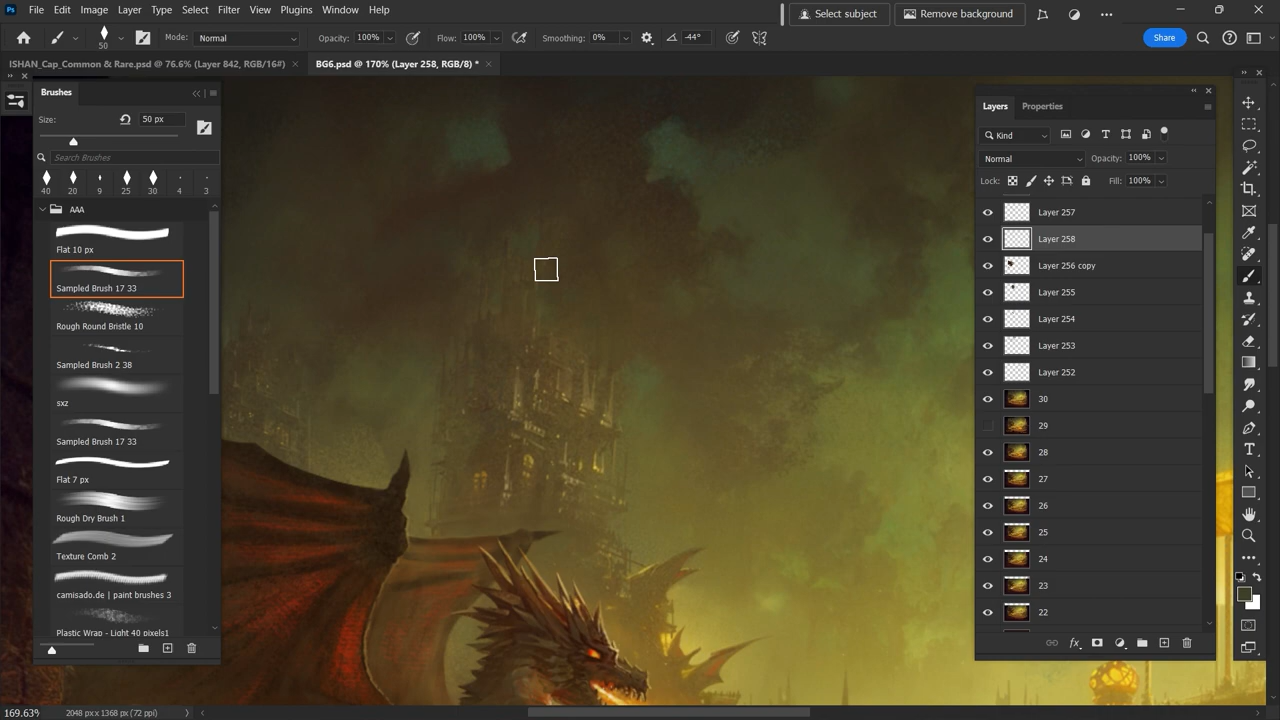 Ps File Edit Image Layer Type Select Filter View Plugins Window Help
Select subject Remove background
50 Mode: Normal Opacity: 100% Flow: 100% Smoothing: 0% -44° Share
ISHAN_Cap_Common & Rare.psd @ 76.6% (Layer 842, RGB/16#) × BG6.psd @ 170% (Layer 258, RGB/8) * ×
Brushes
Size: 50 px
Search Brushes
40 20 9 25 30 4 3
AAA
Flat 10 px
Sampled Brush 17 33
Rough Round Bristle 10
Sampled Brush 2 38
sxz
Sampled Brush 17 33
Flat 7 px
Rough Dry Brush 1
Texture Comb 2
camisado.de | paint brushes 3
Plastic Wrap - Light 40 pixels1
Layers Properties
Kind
Normal Opacity: 100%
Lock: Fill: 100%
Layer 257
Layer 258
Layer 256 copy
Layer 255
Layer 254
Layer 253
Layer 252
30
29
28
27
26
25
24
23
22
fx
169.63% 2048 px x 1368 px (72 ppi)